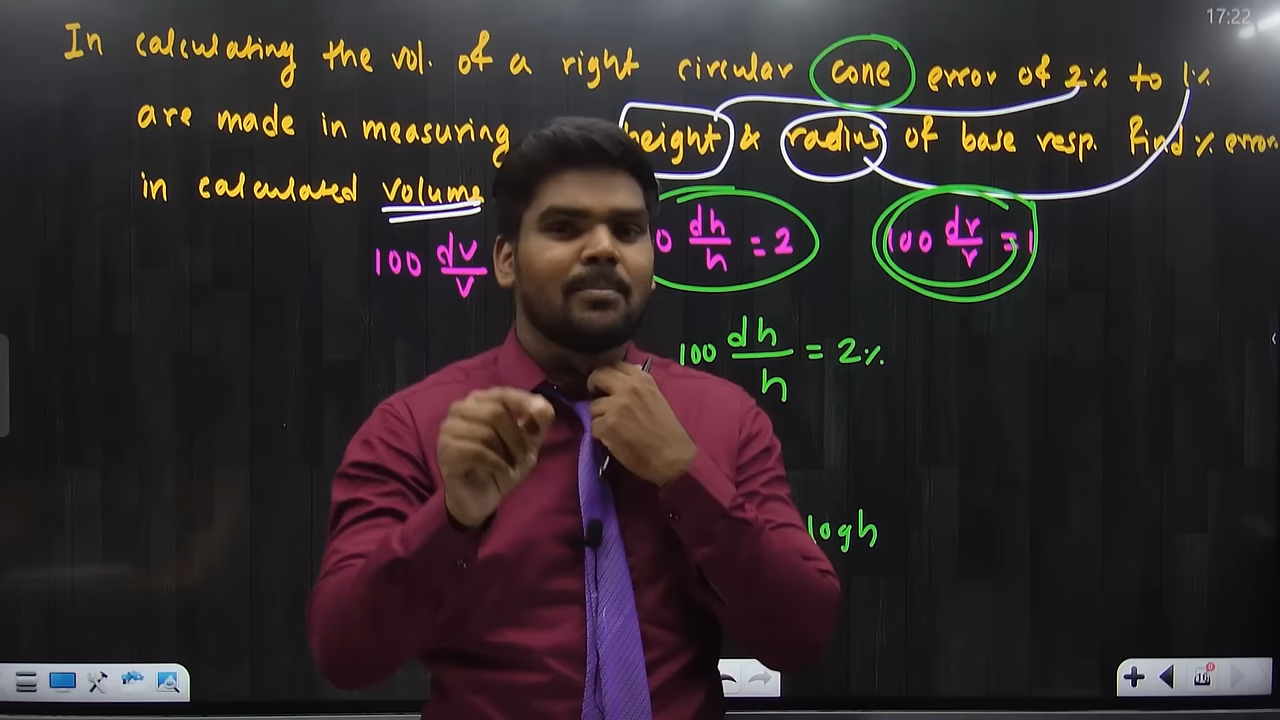 17:22
In calculating the vol. of a right circular cone error of 2% to 1%
are made in measuring height & radius of base resp. find % error
in calculated volume
100 dv/v 0 dh/h = 2 100 dr/r = 1
100 dh/h = 2%
logh